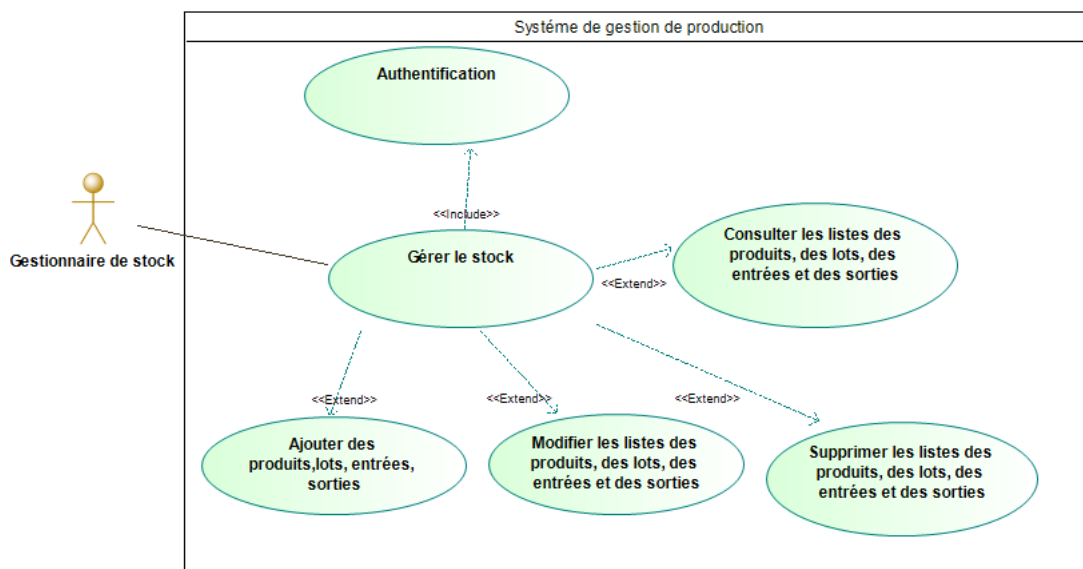 Systéme de gestion de production
Authentification
<<Include>>
Gestionnaire de stock
Gérer le stock
Consulter les listes des
produits, des lots, des
entrées et des sorties
<<Extend>>
<<Extend>>
<<Extend>>
<<Extend>>
Ajouter des
produits,lots, entrées,
sorties
Modifier les listes des
produits, des lots, des
entrées et des sorties
Supprimer les listes des
produits, des lots, des
entrées et des sorties